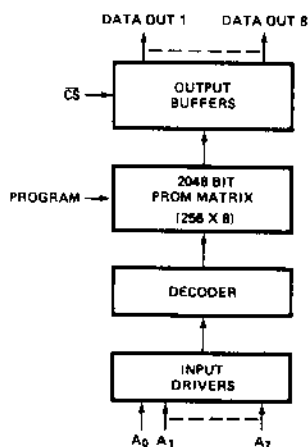 DATA OUT 1 DATA OUT 8
OUTPUT
BUFFERS
CS
2048 BIT
PROM MATRIX
(256 X 8)
PROGRAM
DECODER
INPUT
DRIVERS
A0 A1 A7